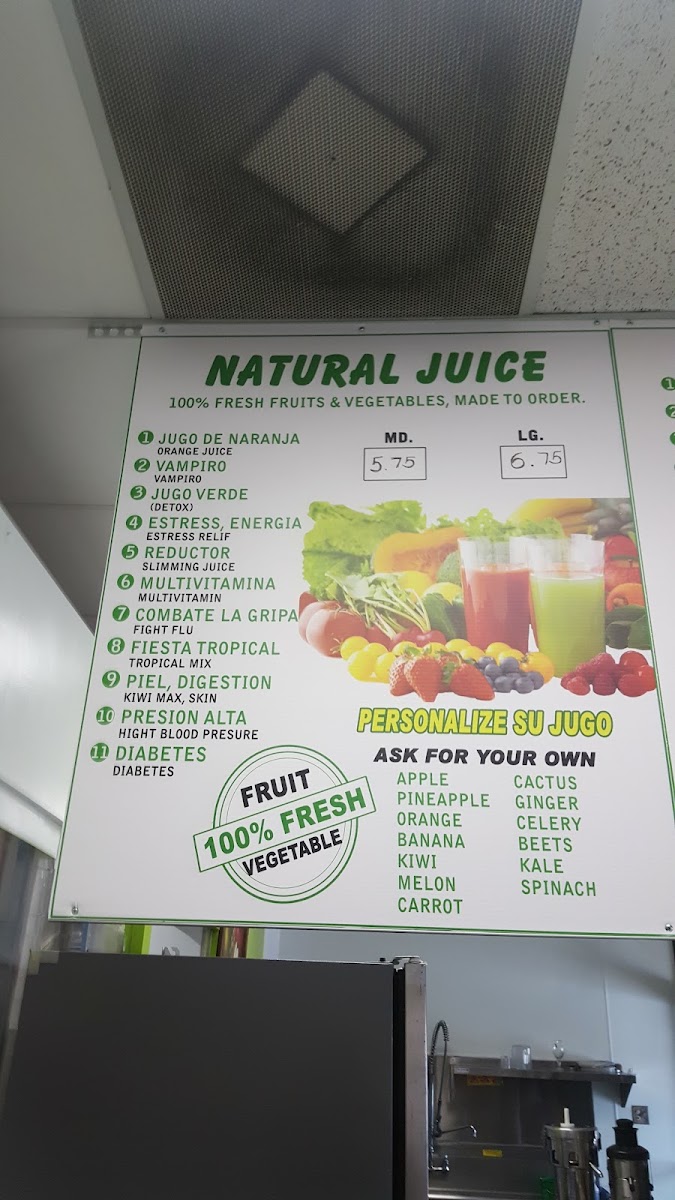 NATURAL JUICE
100% FRESH FRUITS & VEGETABLES, MADE TO ORDER.
MD.
5.75
LG.
6.75
1 JUGO DE NARANJA
ORANGE JUICE
2 VAMPIRO
VAMPIRO
3 JUGO VERDE
(DETOX)
4 ESTRESS, ENERGIA
ESTRESS RELIF
5 REDUCTOR
SLIMMING JUICE
6 MULTIVITAMINA
MULTIVITAMIN
7 COMBATE LA GRIPA
FIGHT FLU
8 FIESTA TROPICAL
TROPICAL MIX
9 PIEL, DIGESTION
KIWI MAX, SKIN
10 PRESION ALTA
HIGHT BLOOD PRESURE
11 DIABETES
DIABETES
FRUIT
100% FRESH
VEGETABLE
PERSONALIZE SU JUGO
ASK FOR YOUR OWN
APPLE
PINEAPPLE
ORANGE
BANANA
KIWI
MELON
CARROT
CACTUS
GINGER
CELERY
BEETS
KALE
SPINACH